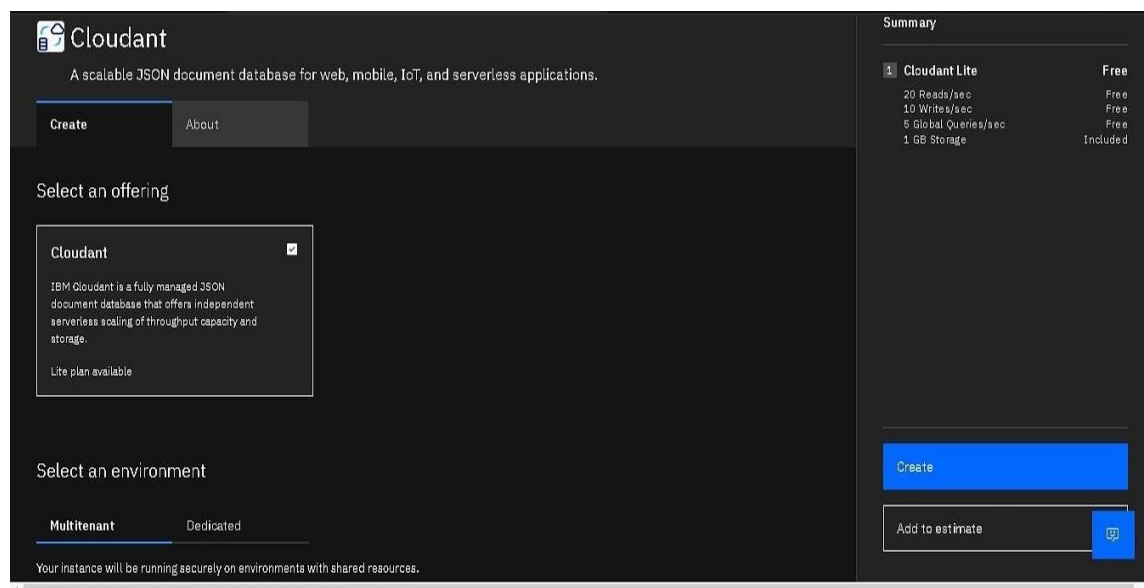 Cloudant
A scalable JSON document database for web, mobile, IoT, and serverless applications.
Create
About
Select an offering
Cloudant
IBM Cloudant is a fully managed JSON
document database that offers independent
serverless scaling of throughput capacity and
storage.
Lite plan available
Select an environment
Multitenant
Dedicated
Your instance will be running securely on environments with shared resources.
Summary
1 Cloudant Lite Free
20 Reads/sec Free
10 Writes/sec Free
5 Global Queries/sec Free
1 GB Storage Included
Create
Add to estimate